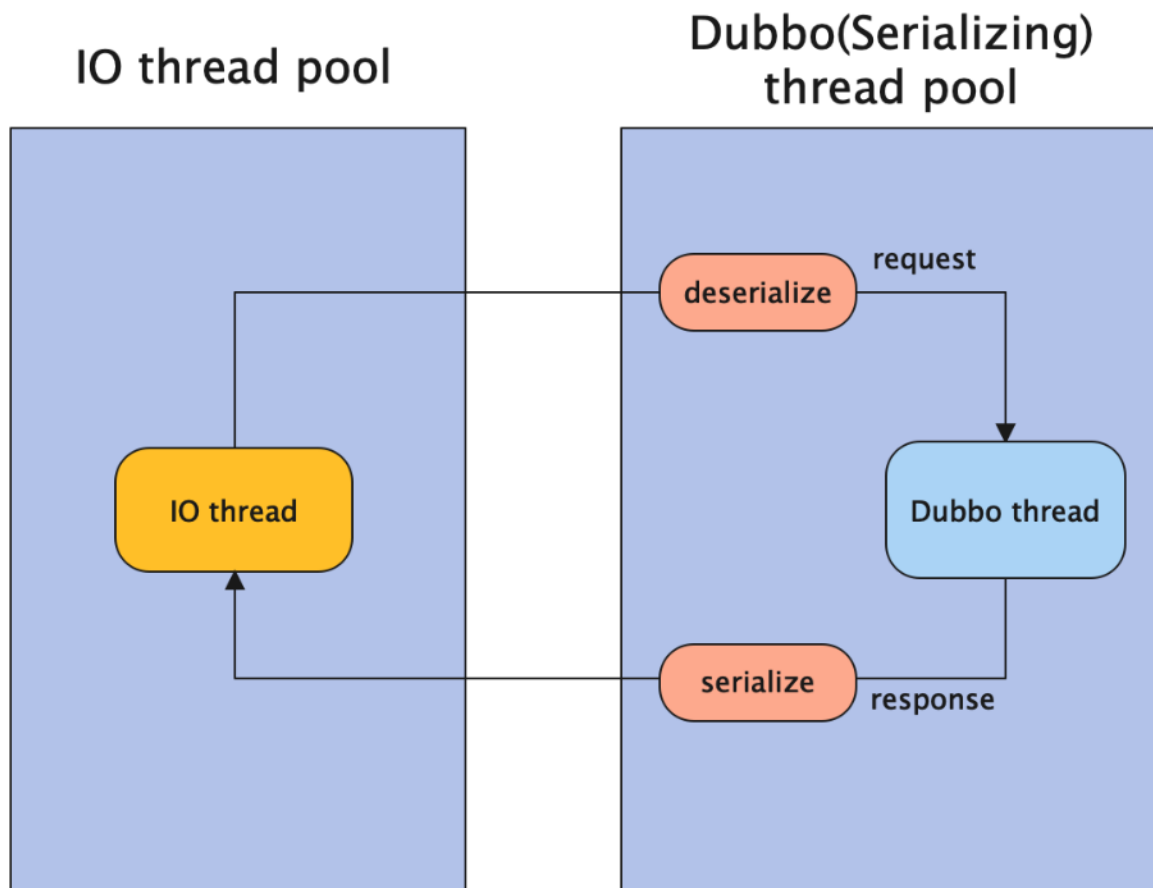 IO thread pool
Dubbo(Serializing)
thread pool
request
deserialize
IO thread
Dubbo thread
serialize
response